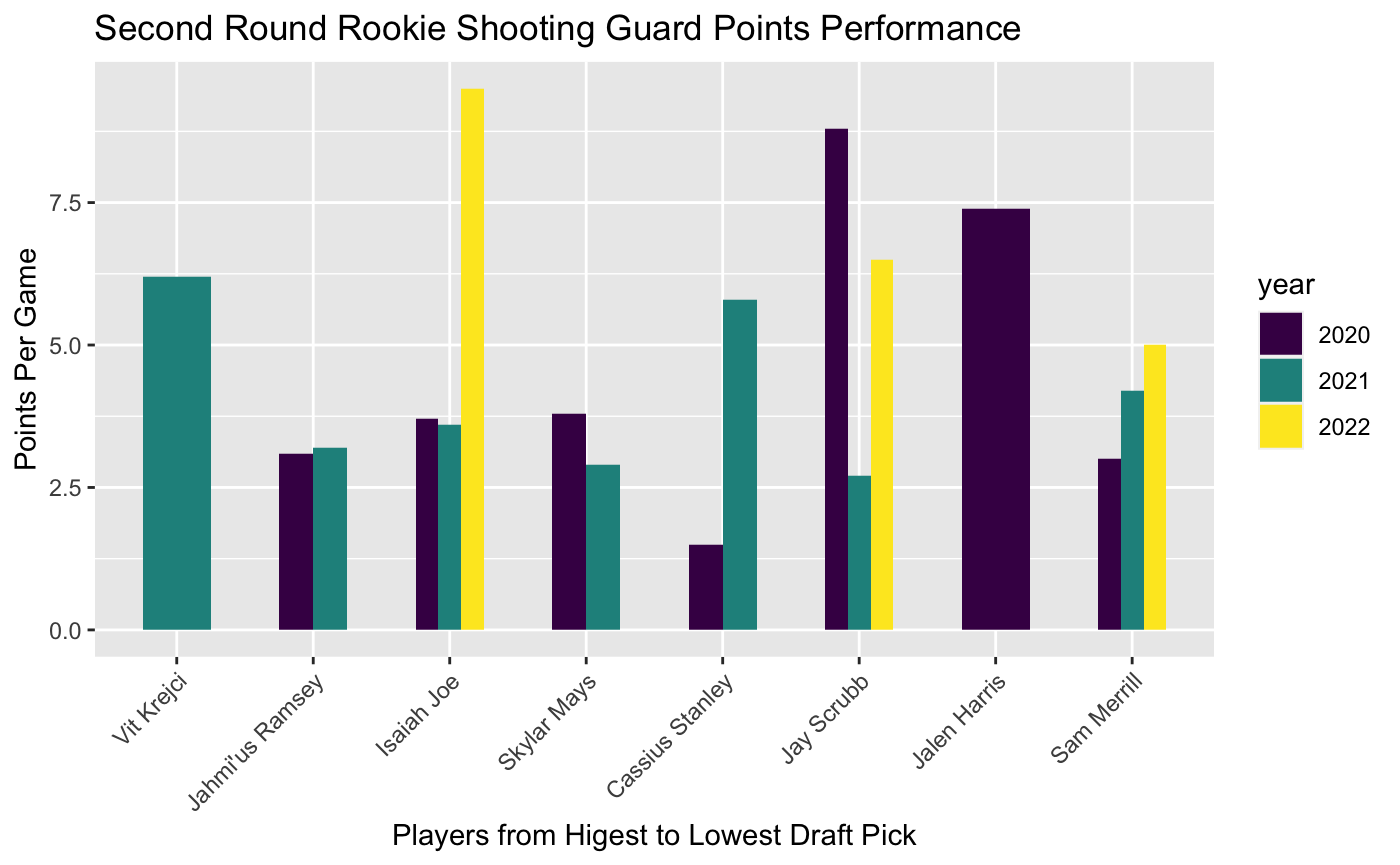 Second Round Rookie Shooting Guard Points Performance
Points Per Game
7.5
5.0
2.5
0.0
Vit Krejci
Jahmi'us Ramsey
Isaiah Joe
Skylar Mays
Cassius Stanley
Jay Scrubb
Jalen Harris
Sam Merrill
Players from Higest to Lowest Draft Pick
year
2020
2021
2022